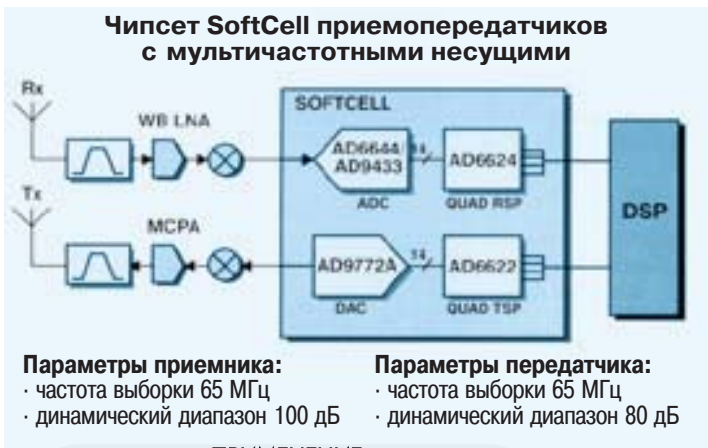 Чипсет SoftCell приемопередатчиков
с мультичастотными несущими
Rx
WB LNA
SOFTCELL
AD6644/
AD9433
14
AD6624
ADC
QUAD RSP
DSP
Tx
MCPA
AD9772A
14
AD6622
DAC
QUAD TSP
Параметры приемника:
· частота выборки 65 МГц
· динамический диапазон 100 дБ
Параметры передатчика:
· частота выборки 65 МГц
· динамический диапазон 80 дБ